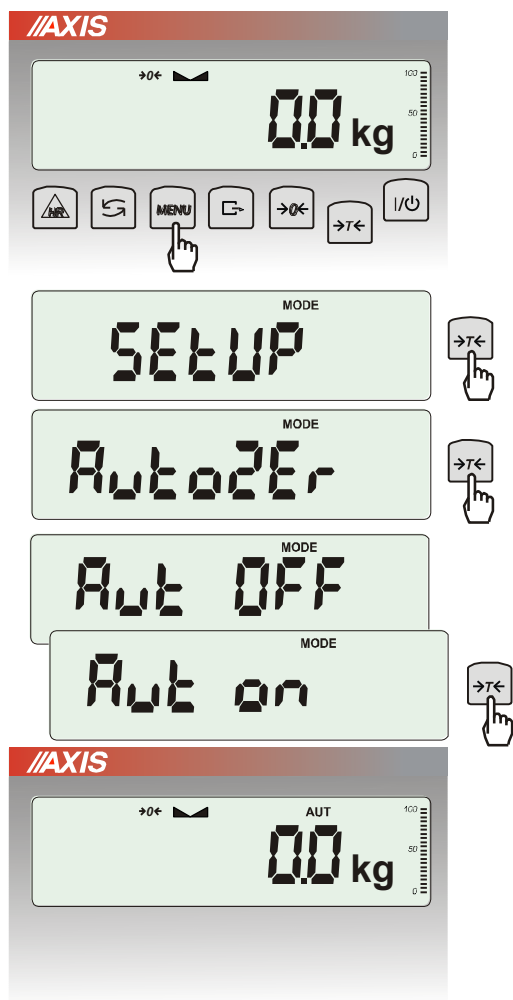 //AXIS
→0← 100
50
0.0 kg
0
HR MENU →0← →T← I/⏻
MODE
SEtUP
→T←
MODE
Auto2Er
→T←
MODE
Aut OFF
MODE
Aut on
→T←
//AXIS
→0← AUT 100
50
0.0 kg
0